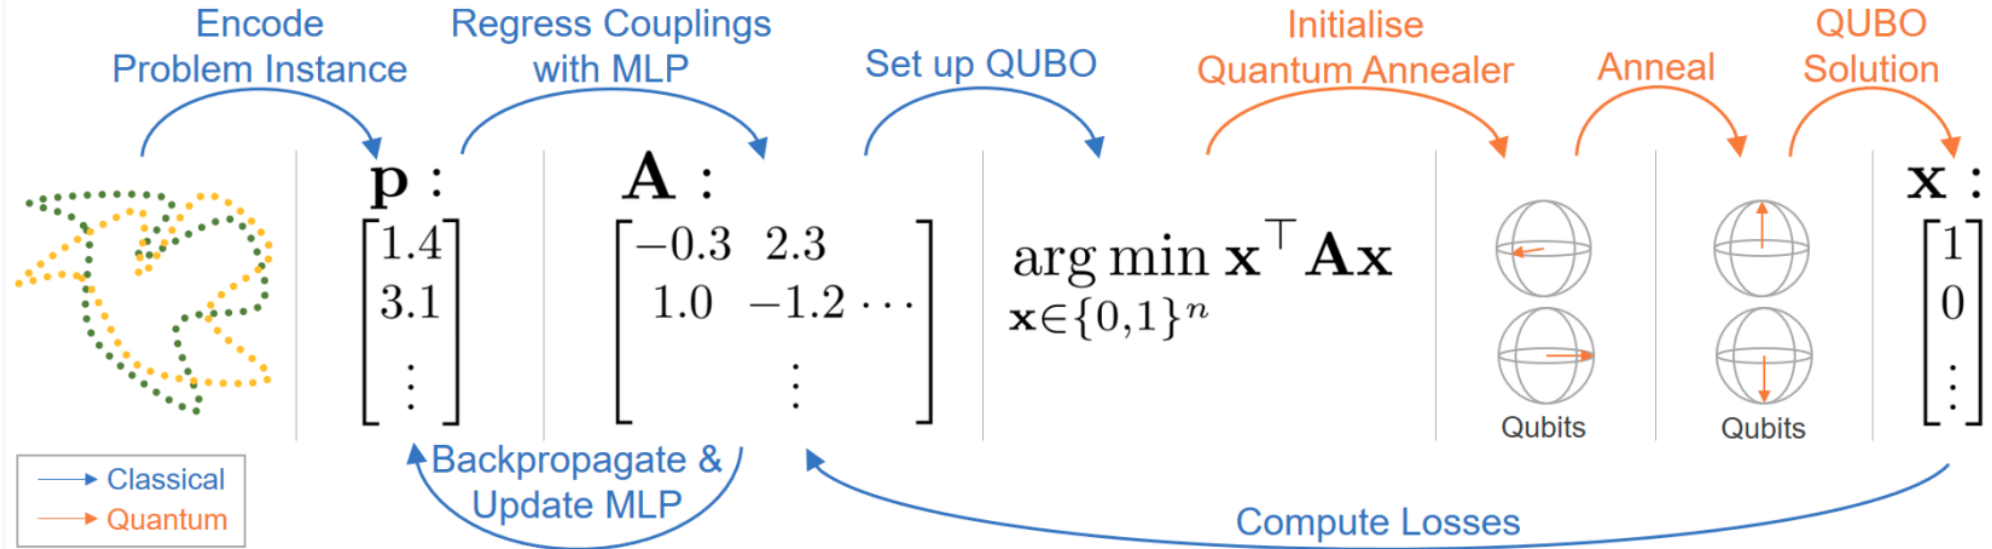 Encode
Problem Instance
Regress Couplings
with MLP
Set up QUBO
Initialise
Quantum Annealer
Anneal
QUBO
Solution
p :
1.4
3.1
⋮
A :
−0.3 2.3
1.0 −1.2 ⋯
⋮
arg min x⊤Ax
x∈{0,1}ⁿ
Qubits
Qubits
x :
1
0
⋮
Backpropagate &
Update MLP
Compute Losses
Classical
Quantum